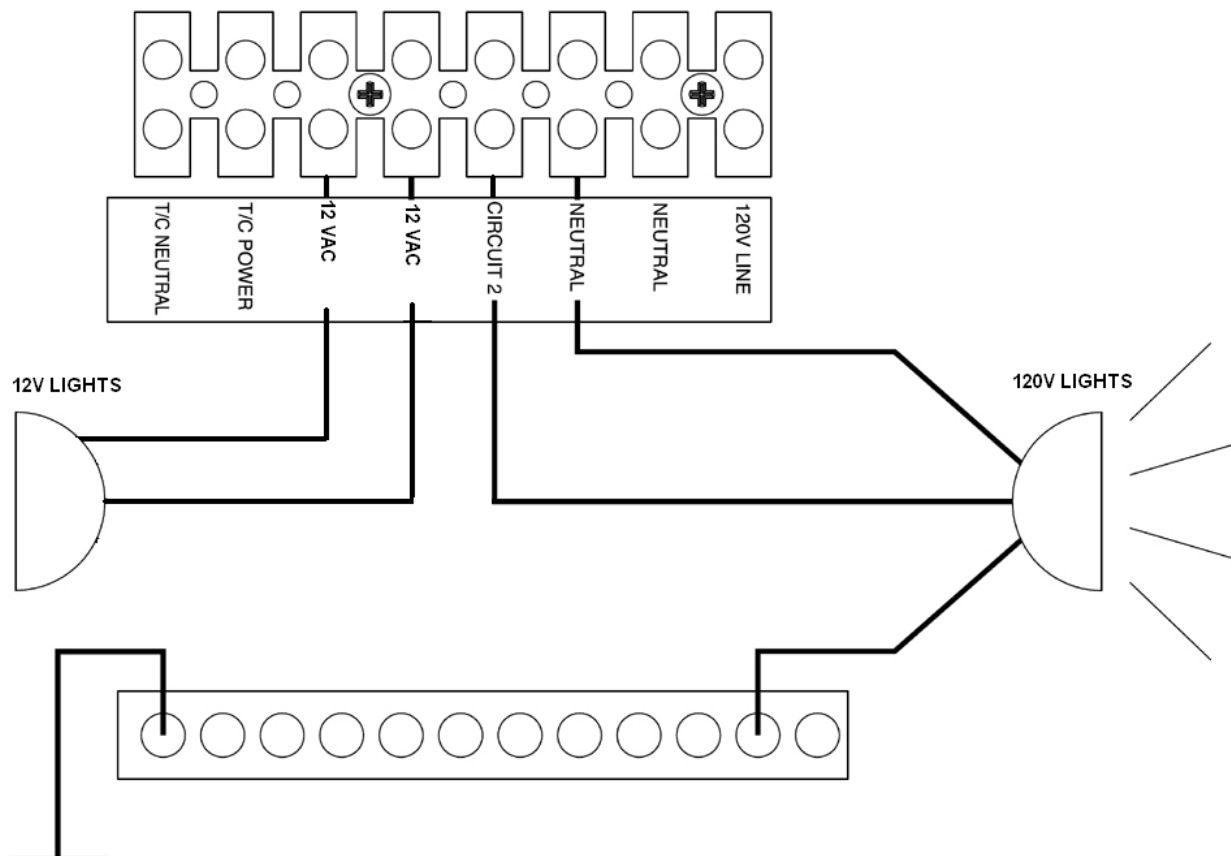 T/C NEUTRAL
T/C POWER
12 VAC
12 VAC
CIRCUIT 2
NEUTRAL
NEUTRAL
120V LINE
12V LIGHTS
120V LIGHTS